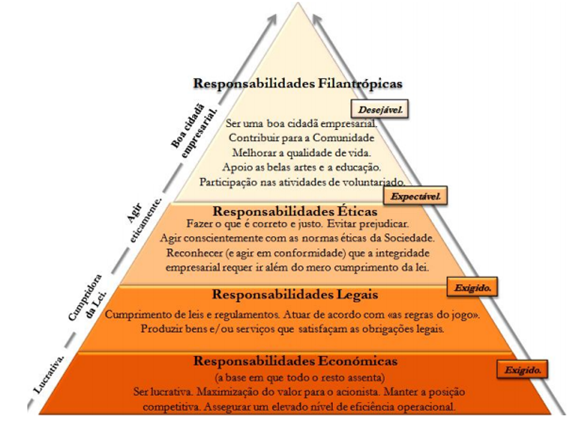 Responsabilidades Filantrópicas
Desejável.
Ser uma boa cidadã empresarial.
Contribuir para a Comunidade
Melhorar a qualidade de vida.
Apoio as belas artes e a educação.
Participação nas atividades de voluntariado.
Boa cidadã
empresarial.
Expectável.
Responsabilidades Éticas
Fazer o que é correto e justo. Evitar prejudicar.
Agir conscientemente com as normas éticas da Sociedade.
Reconhecer (e agir em conformidade) que a integridade
empresarial requer ir além do mero cumprimento da lei.
Agir
eticamente.
Exigido.
Responsabilidades Legais
Cumprimento de leis e regulamentos. Atuar de acordo com «as regras do jogo».
Produzir bens e/ou serviços que satisfaçam as obrigações legais.
Cumpridora
da Lei.
Exigido.
Responsabilidades Económicas
(a base em que todo o resto assenta)
Ser lucrativa. Maximização do valor para o acionista. Manter a posição
competitiva. Assegurar um elevado nível de eficiência operacional.
Lucrativa.